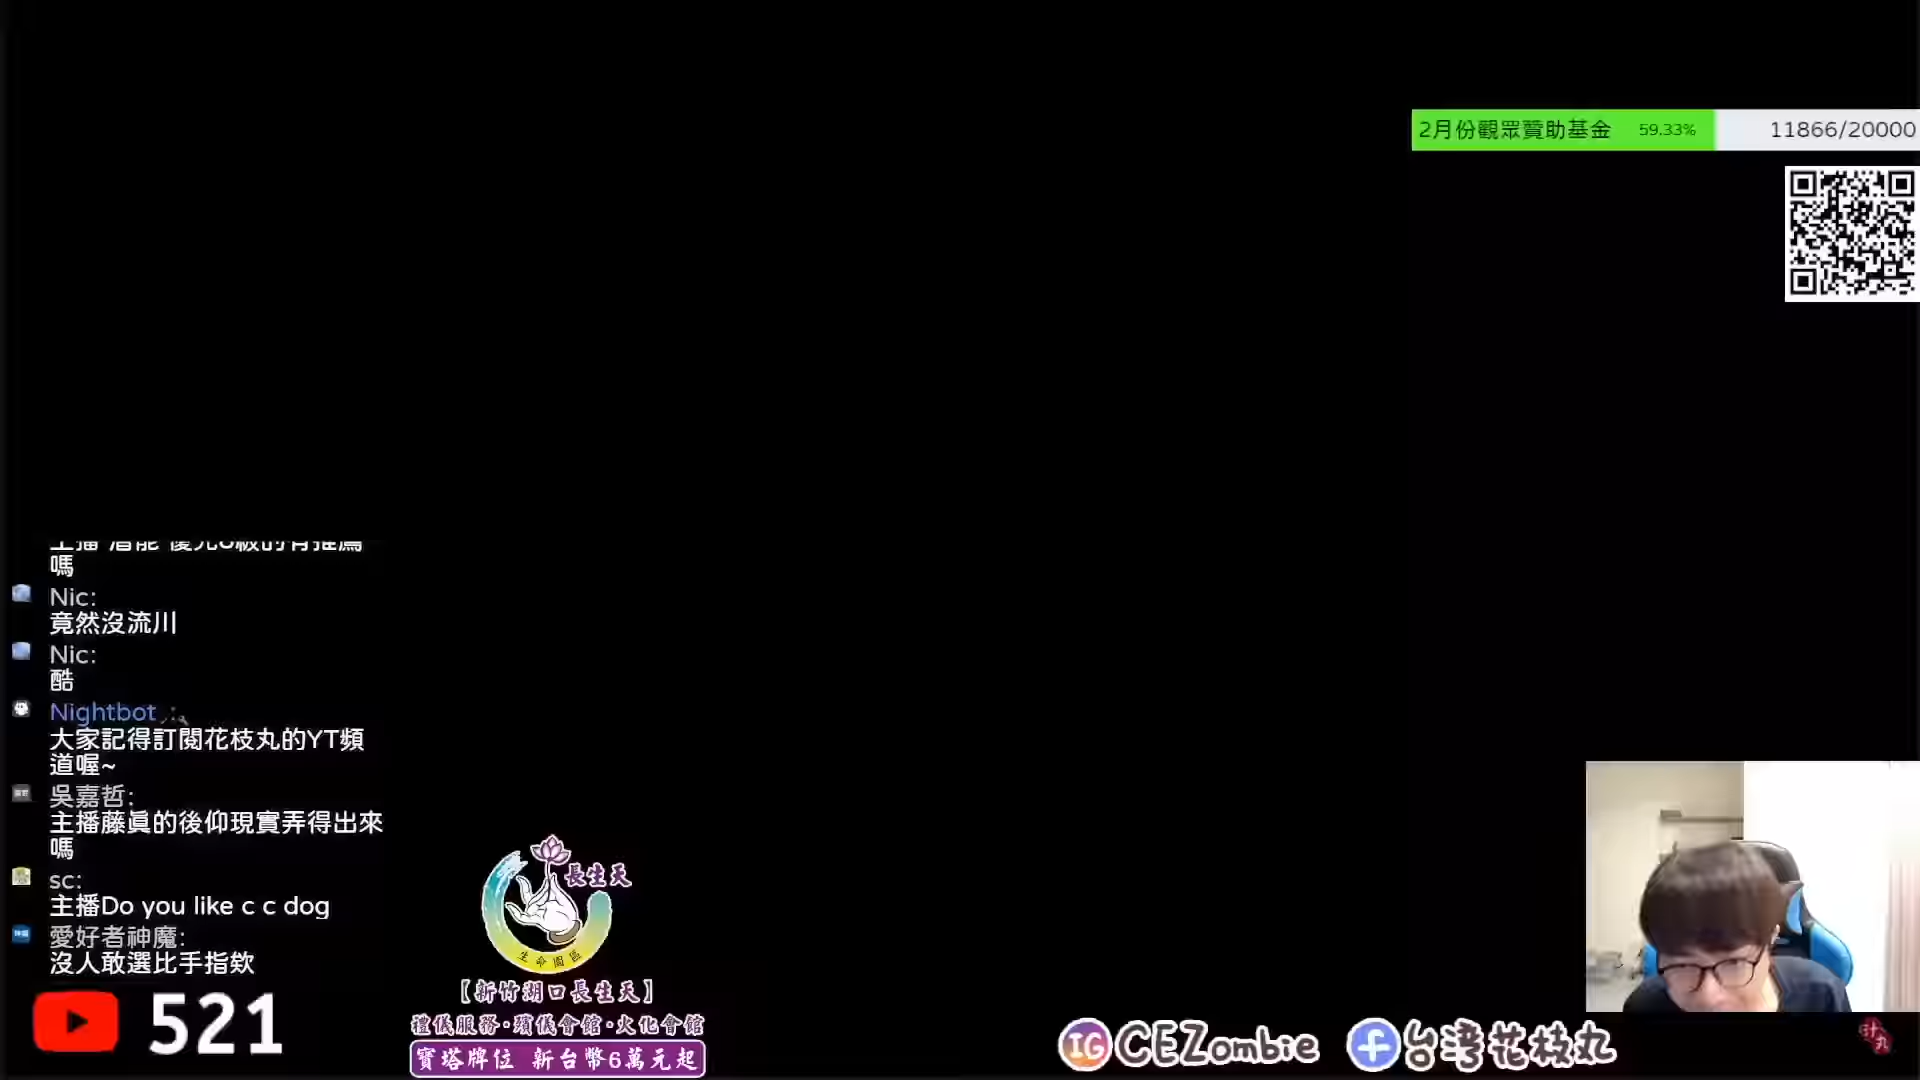 2月份觀眾贊助基金 59.33% 11866/20000
嗎
Nic:
竟然沒流川
Nic:
酷
Nightbot
大家記得訂閱花枝丸的YT頻
道喔~
吳嘉哲:
主播藤真的後仰現實弄得出來
嗎
sc:
主播Do you like c c dog
愛好者神魔:
沒人敢選比手指欸
521
長生天
生命園區
【新竹湖口長生天】
禮儀服務・殯儀會館・火化會館
寶塔牌位 新台幣6萬元起
IG CEZombie
f 台灣花枝丸